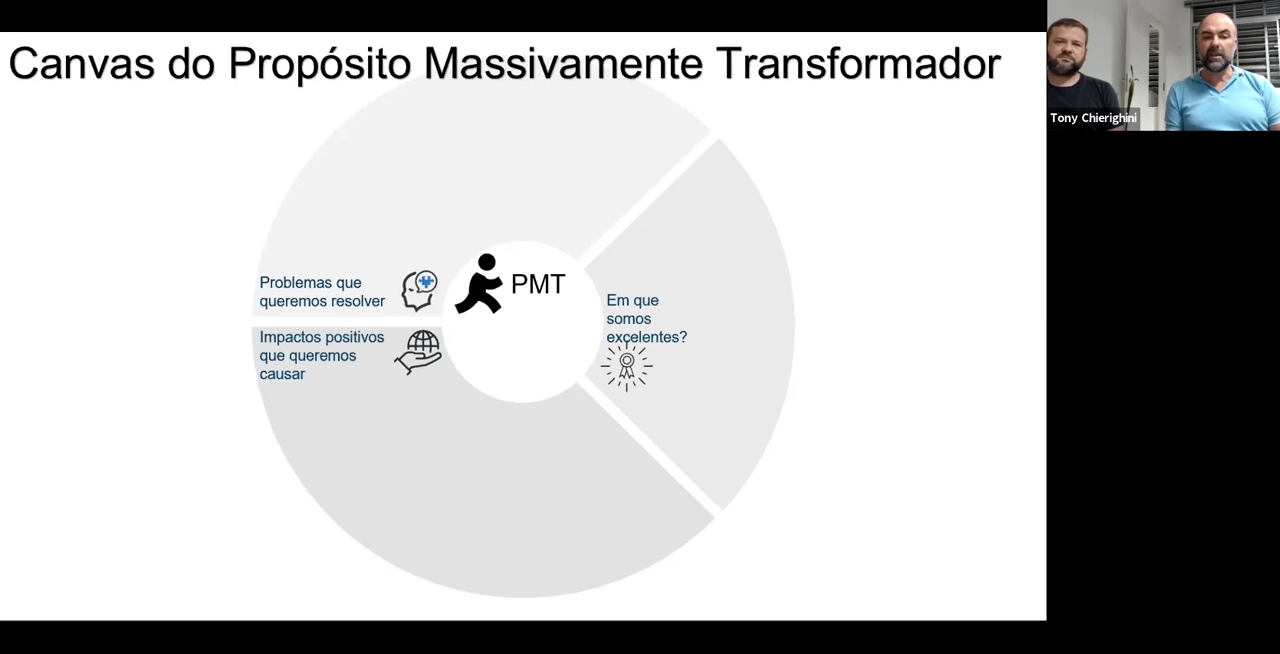 Canvas do Propósito Massivamente Transformador
Tony Chierighini
Problemas que
queremos resolver
PMT
Em que
somos
excelentes?
Impactos positivos
que queremos
causar